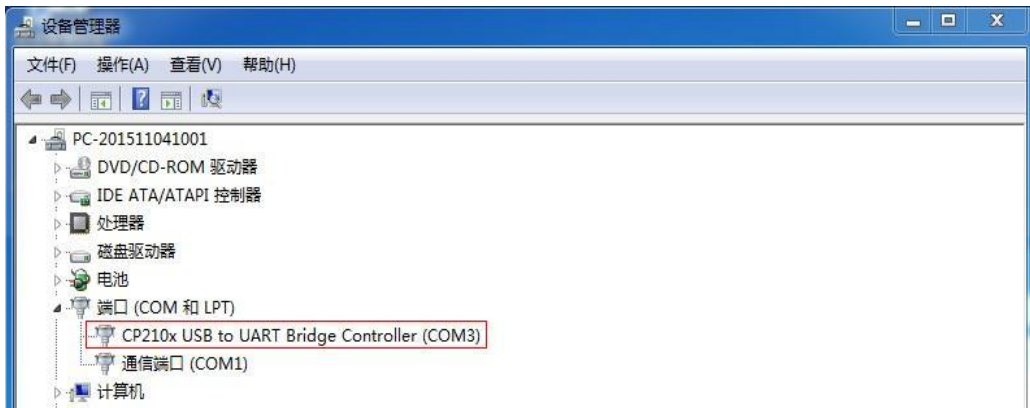 设备管理器
文件(F) 操作(A) 查看(V) 帮助(H)
PC-201511041001
DVD/CD-ROM 驱动器
IDE ATA/ATAPI 控制器
处理器
磁盘驱动器
电池
端口 (COM 和 LPT)
CP210x USB to UART Bridge Controller (COM3)
通信端口 (COM1)
计算机